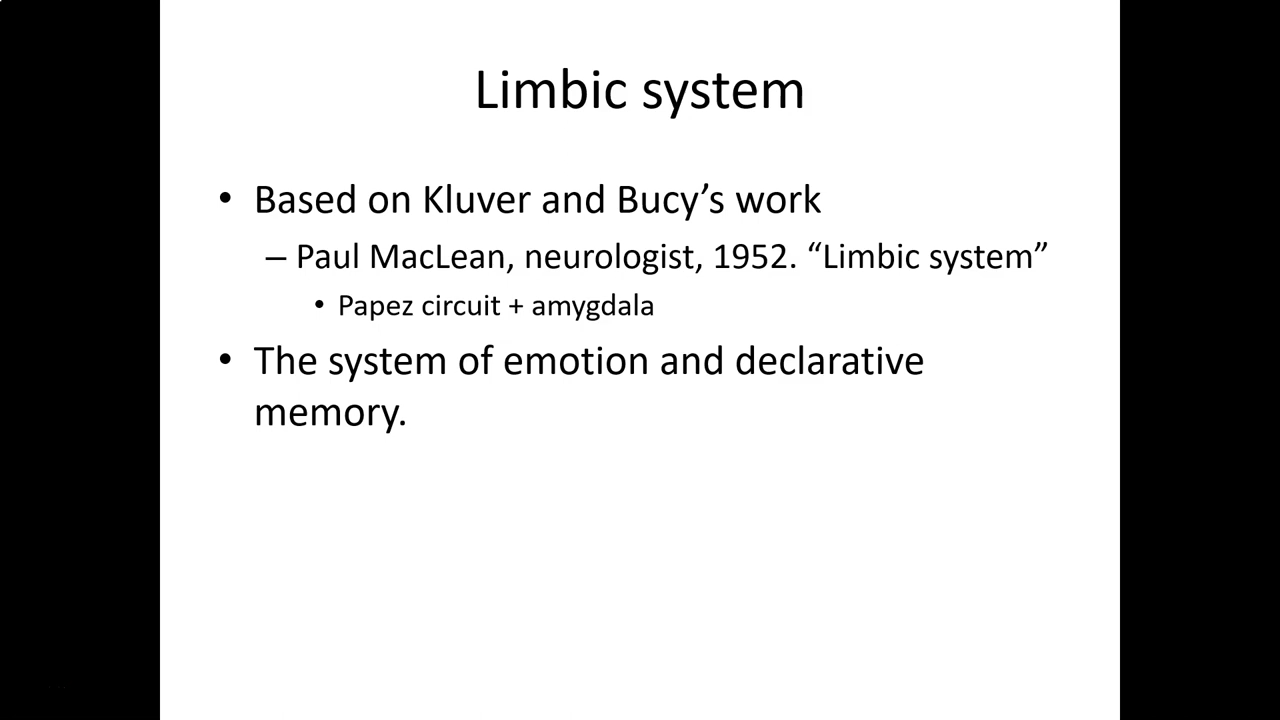 Limbic system
• Based on Kluver and Bucy’s work
– Paul MacLean, neurologist, 1952. “Limbic system”
• Papez circuit + amygdala
• The system of emotion and declarative
memory.